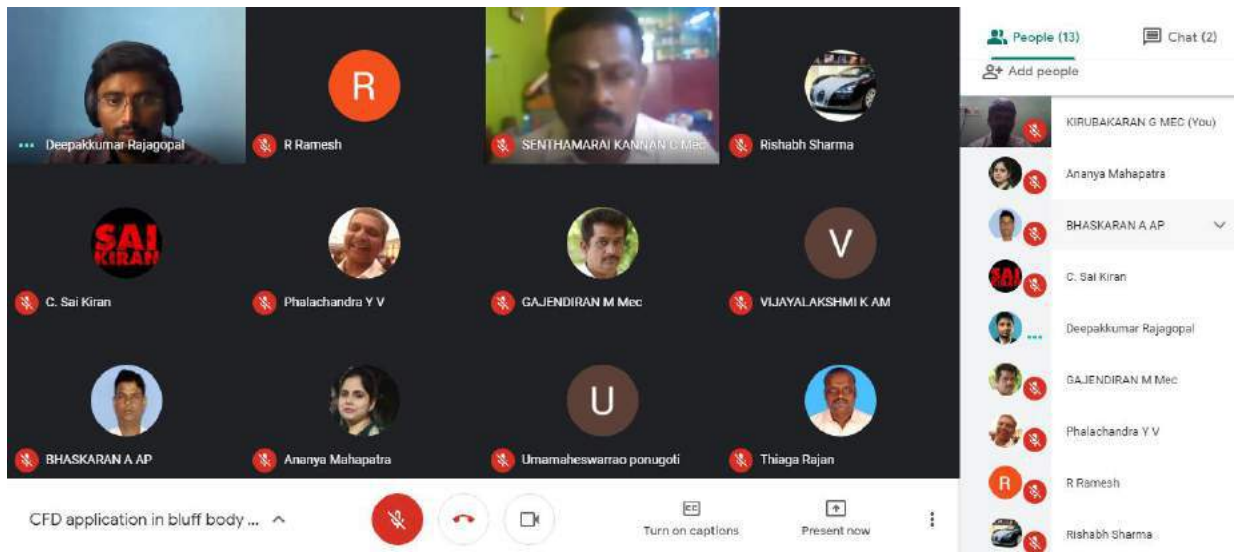 People (13)
Chat (2)
Add people
Deepakkumar Rajagopal
R
R Ramesh
SENTHAMARAI KANNAN C Mec
Rishabh Sharma
SAI
KIRAN
C. Sai Kiran
Phalachandra Y V
GAJENDIRAN M Mec
V
VIJAYALAKSHMI K AM
BHASKARAN A AP
Ananya Mahapatra
U
Umamaheswarrao ponugoti
Thiaga Rajan
CFD application in bluff body ...
CC
Turn on captions
Present now
KIRUBAKARAN G MEC (You)
Ananya Mahapatra
BHASKARAN A AP
SAI
KIRAN
C. Sai Kiran
Deepakkumar Rajagopal
GAJENDIRAN M Mec
Phalachandra Y V
R
R Ramesh
Rishabh Sharma